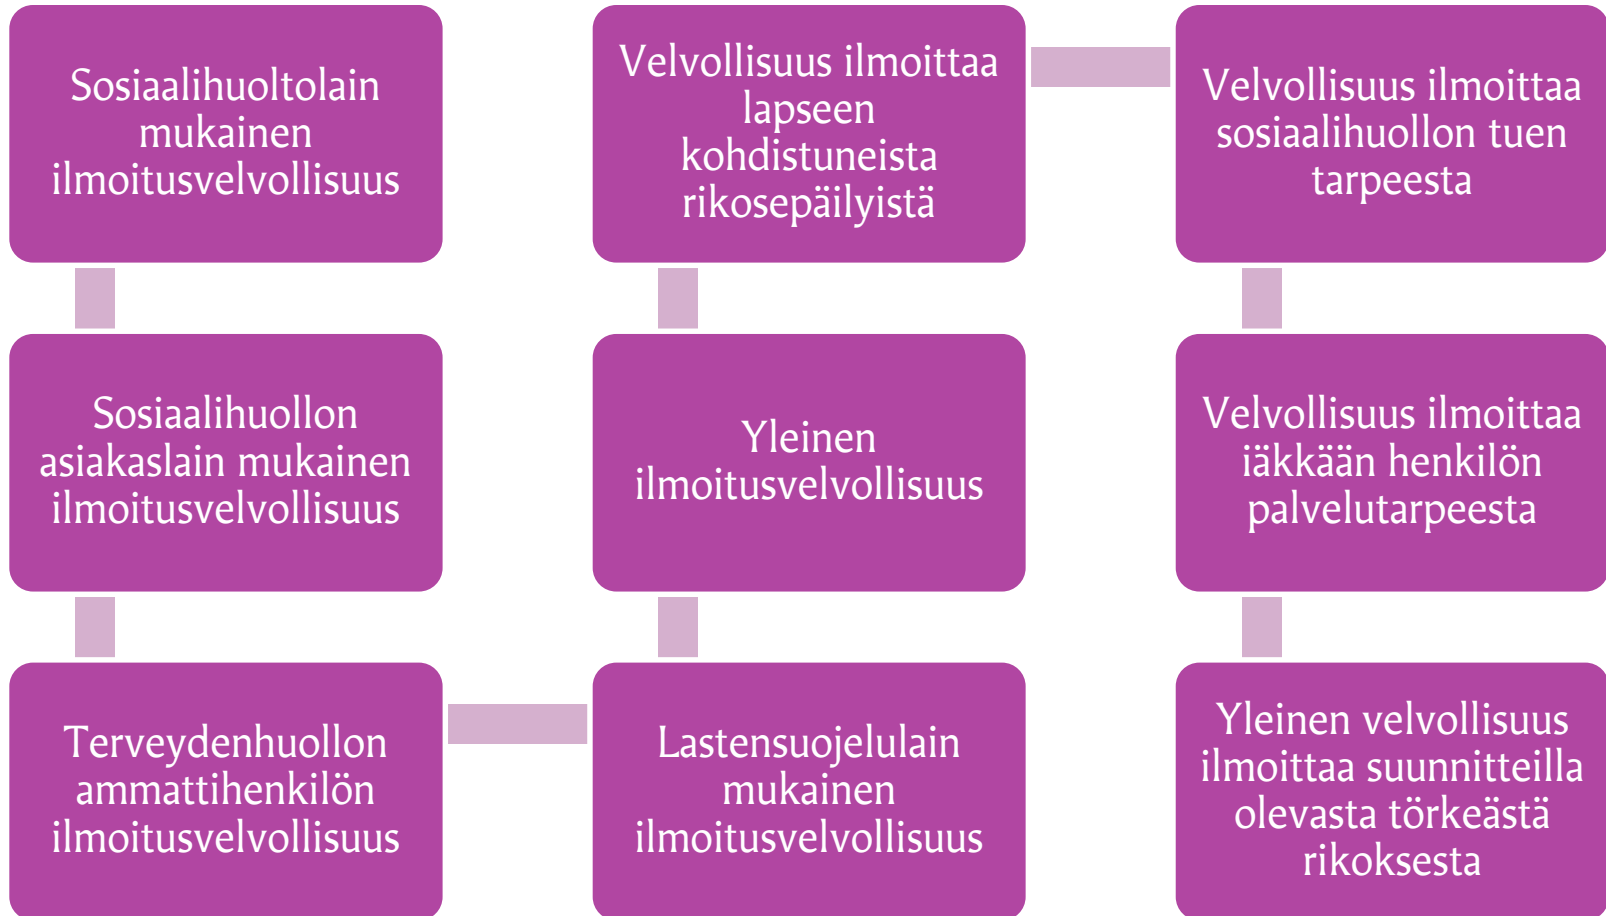 Sosiaalihuoltolain
mukainen
ilmoitusvelvollisuus
Sosiaalihuollon
asiakaslain mukainen
ilmoitusvelvollisuus
Terveydenhuollon
ammattihenkilön
ilmoitusvelvollisuus
Lastensuojelulain
mukainen
ilmoitusvelvollisuus
Yleinen
ilmoitusvelvollisuus
Velvollisuus ilmoittaa
lapseen
kohdistuneista
rikosepäilyistä
Velvollisuus ilmoittaa
sosiaalihuollon tuen
tarpeesta
Velvollisuus ilmoittaa
iäkkään henkilön
palvelutarpeesta
Yleinen velvollisuus
ilmoittaa suunnitteilla
olevasta törkeästä
rikoksesta